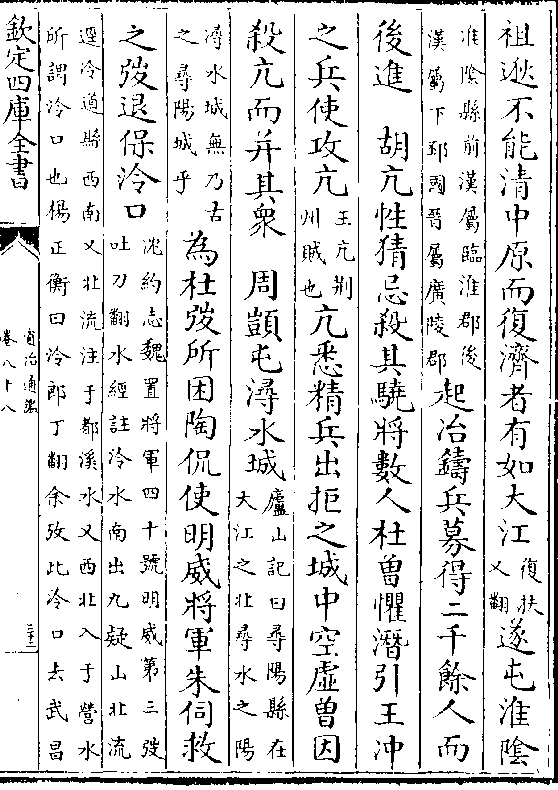 祖逖不能清中原而復濟者有如大江復扶又翻遂屯淮陰
淮陰縣前漢屬臨淮郡後漢屬下邳國晉屬廣陵郡起冶鑄兵募得二千餘人而
後進　胡亢性猜忌殺其驍將數人杜曽懼潛引王冲
之兵使攻亢王亢荆州賊也亢悉精兵出拒之城中空虛曽因
殺亢而并其衆　周顗屯潯水城廬山記曰尋陽縣在大江之北尋水之陽
潯水城無乃古之尋陽城乎為杜弢所困陶侃使明威將軍朱伺救
之弢退保泠口沈約志魏置將軍四十號明威第三弢吐刀翻水經註泠水南出九疑山北流
逕泠道縣西南又北流注于都溪水又西北入于營水所謂泠口也楊正衡曰泠郎丁翻余攷此泠口去武昌
欽定四庫全書
資治通鑑
卷八十八
二十三